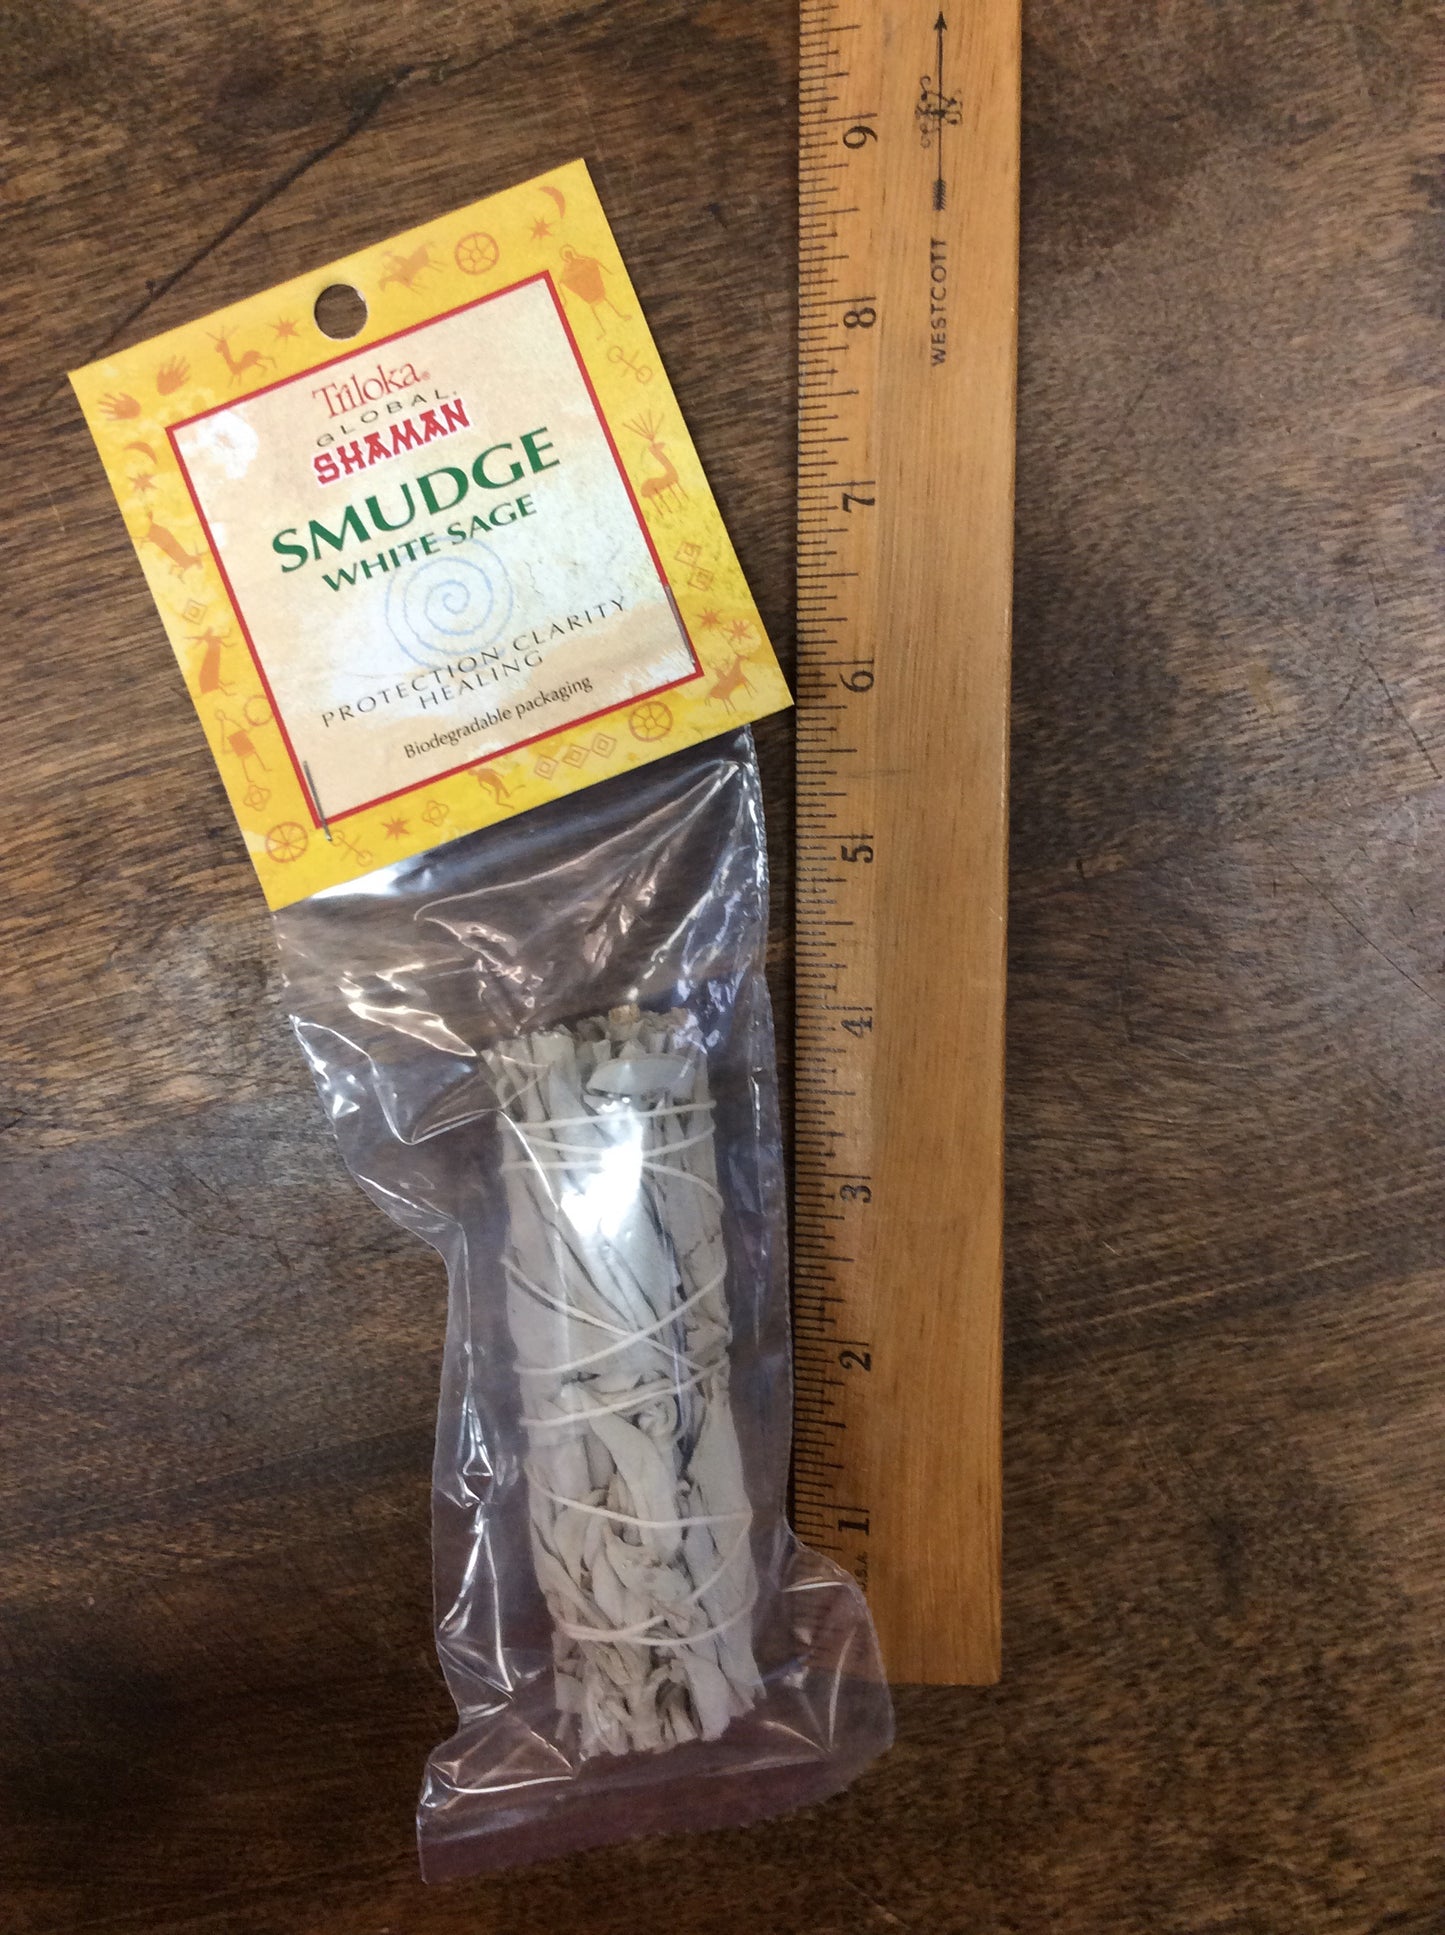 Triloka®
GLOBAL
SHAMAN
SMUDGE
WHITE SAGE
PROTECTION CLARITY
HEALING
Biodegradable packaging
9
8
7
6
5
4
3
2
1
WESTCOTT
U.S.A